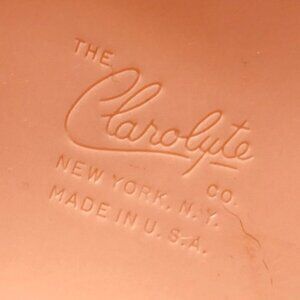 THE
Clarolyte
CO.
NEW YORK, N.Y.
MADE IN U.S.A.